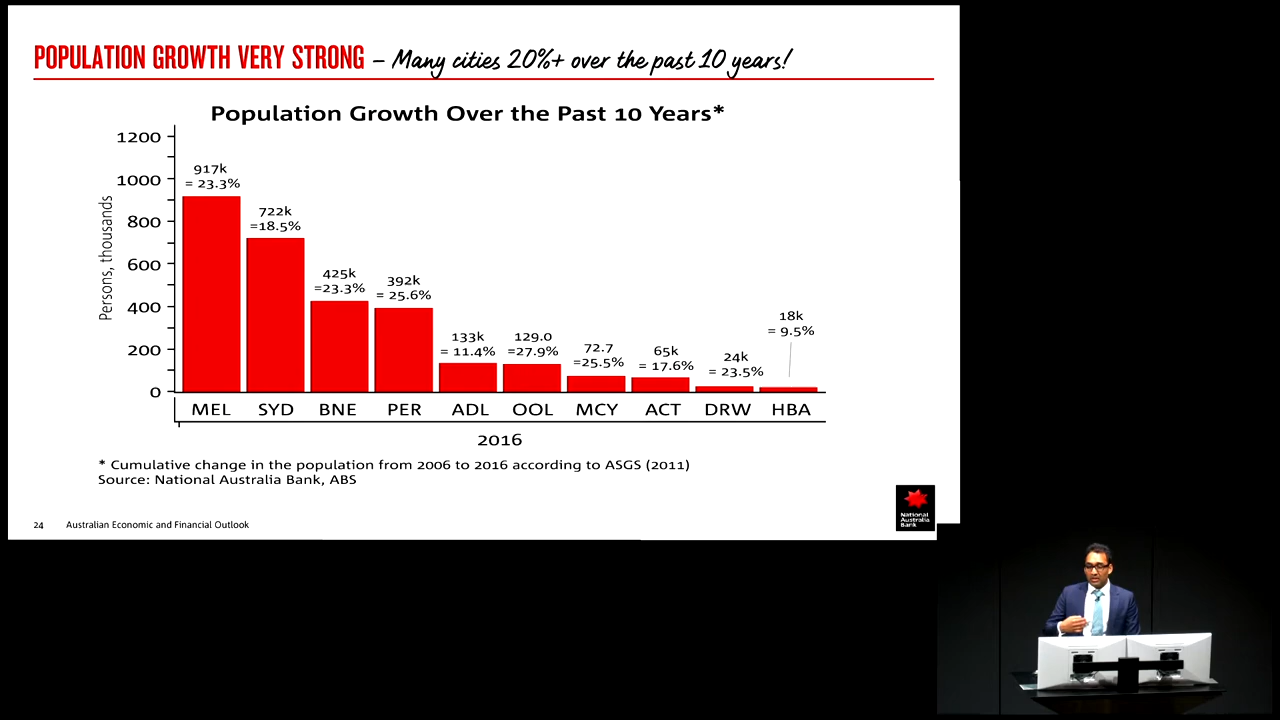 POPULATION GROWTH VERY STRONG – Many cities 20%+ over the past 10 years!
Population Growth Over the Past 10 Years*
Persons, thousands
1200
1000
800
600
400
200
0
917k
= 23.3%
722k
=18.5%
425k
=23.3%
392k
= 25.6%
133k
= 11.4%
129.0
=27.9%
72.7
=25.5%
65k
= 17.6%
24k
= 23.5%
18k
= 9.5%
MEL SYD BNE PER ADL OOL MCY ACT DRW HBA
2016
* Cumulative change in the population from 2006 to 2016 according to ASGS (2011)
Source: National Australia Bank, ABS
24 Australian Economic and Financial Outlook
National
Australia
Bank